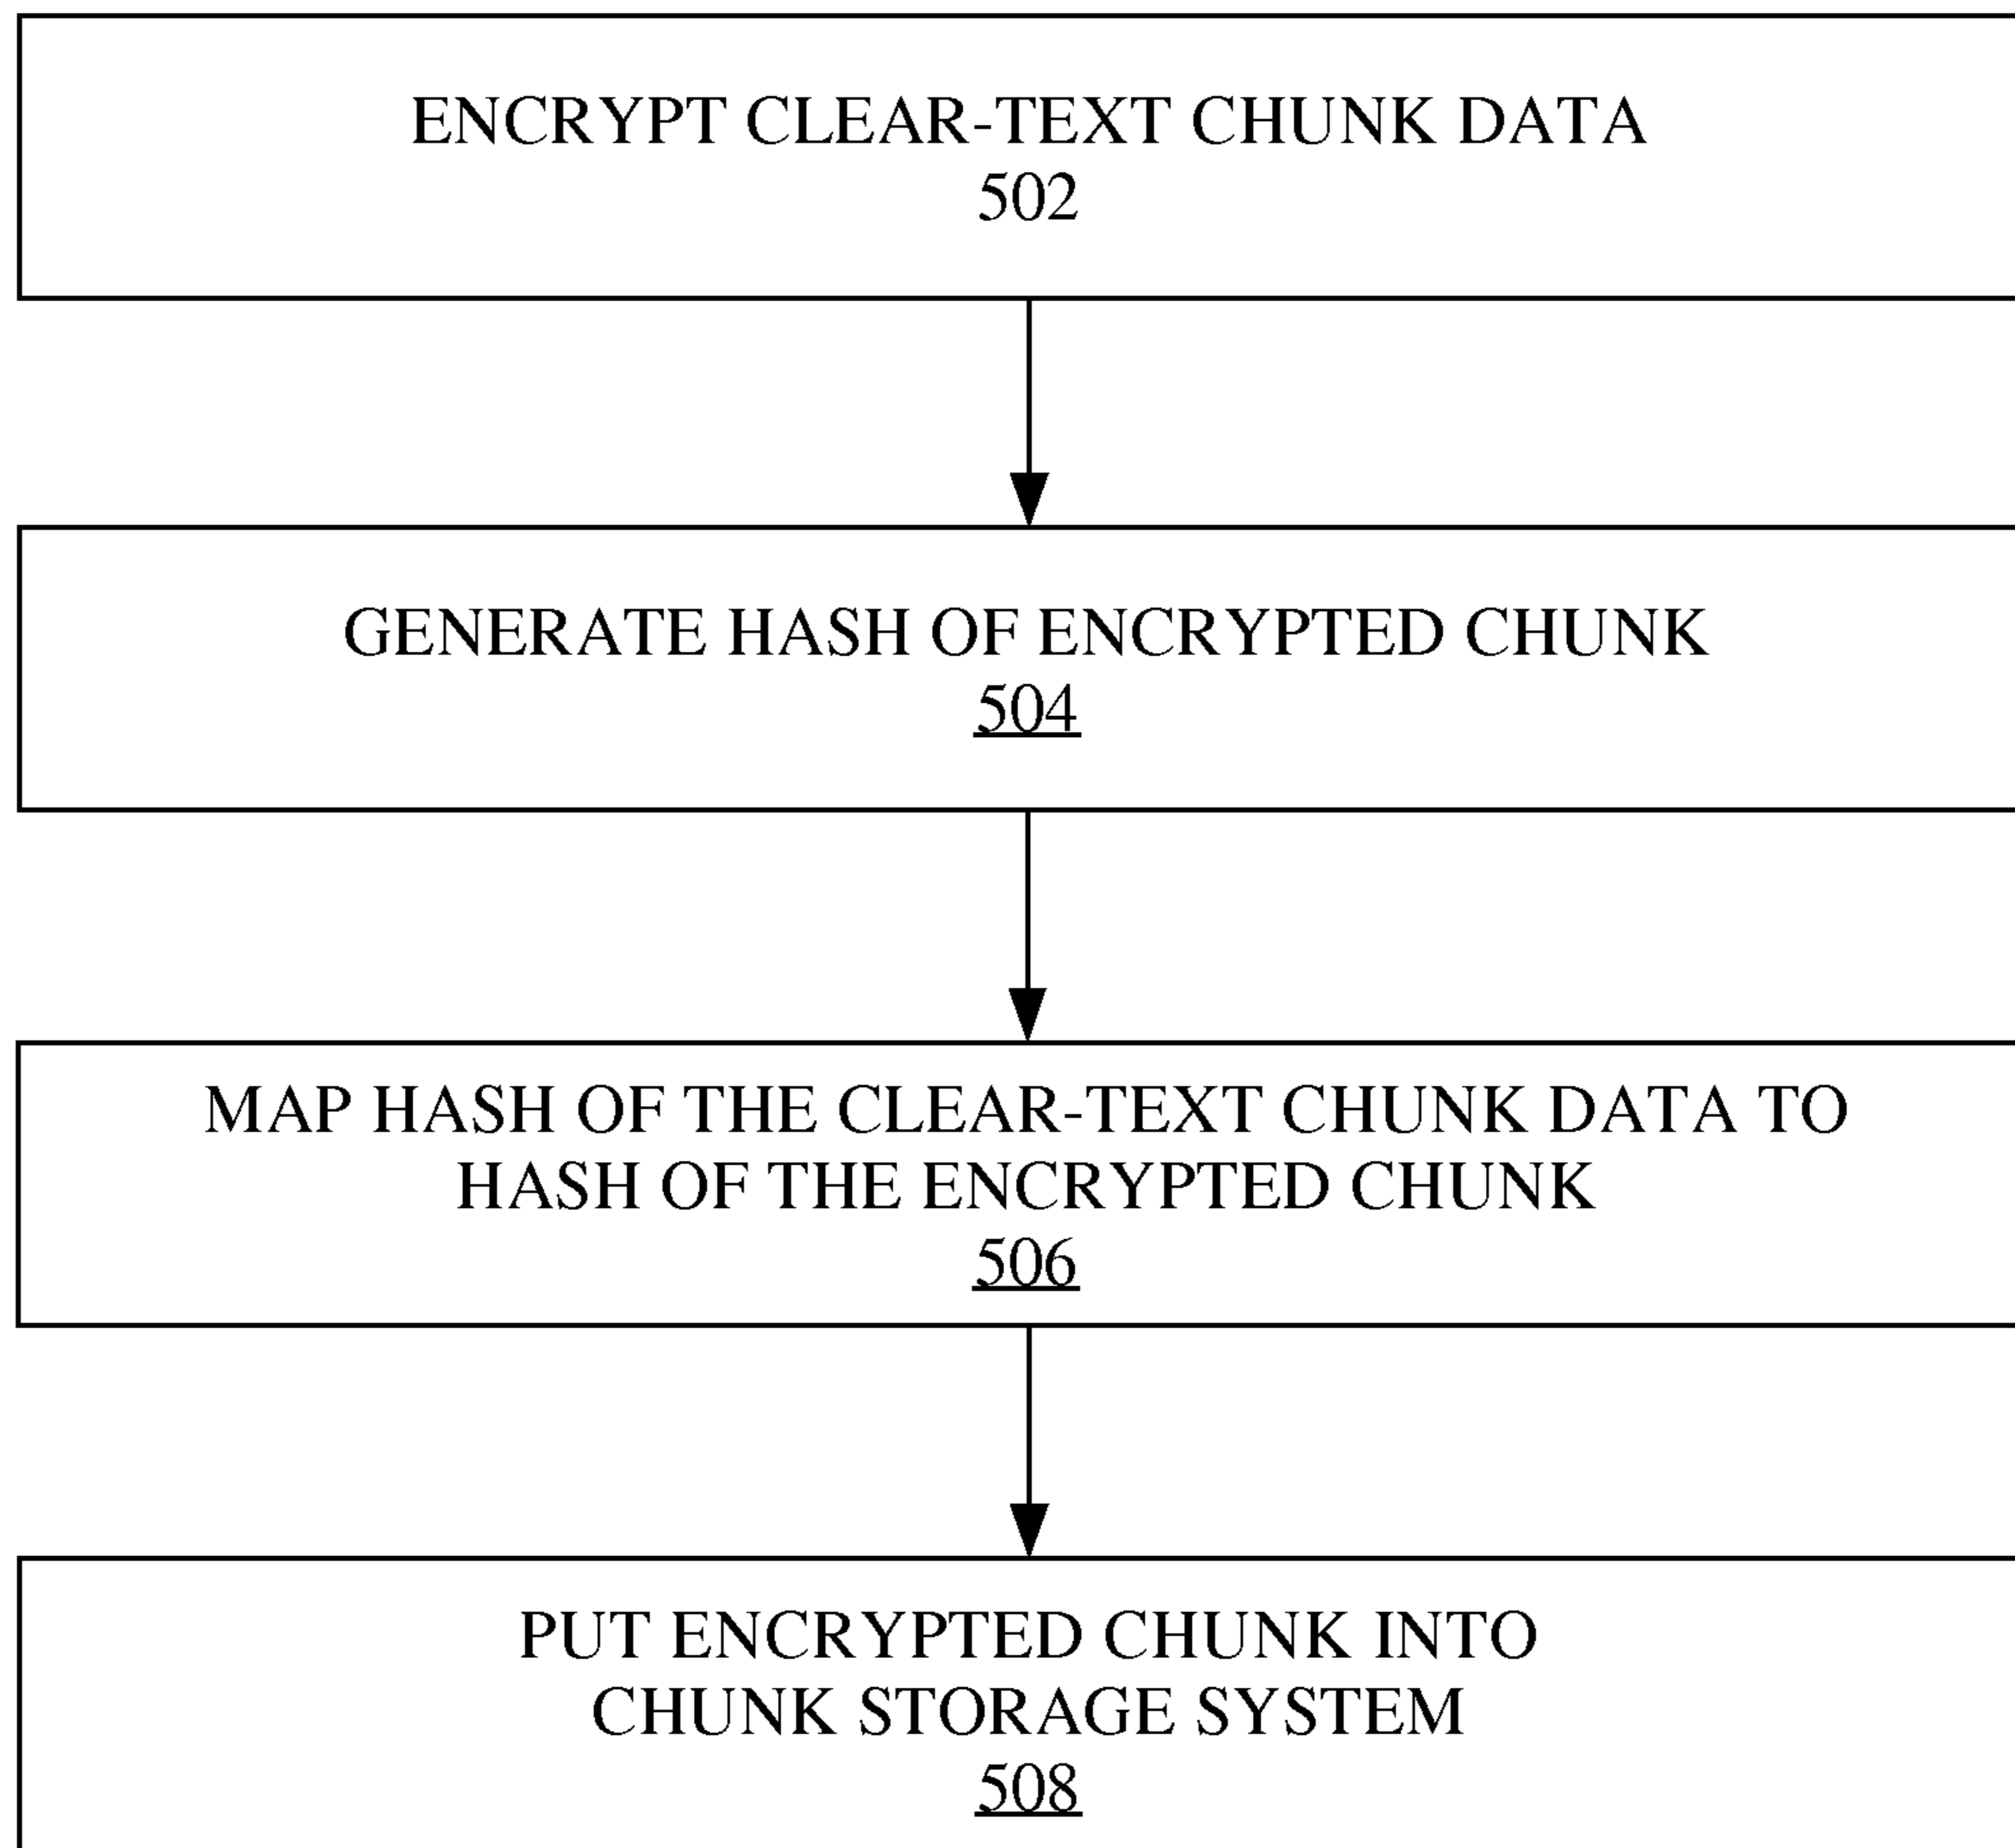 ENCRYPT CLEAR-TEXT CHUNK DATA
502
GENERATE HASH OF ENCRYPTED CHUNK
504
MAP HASH OF THE CLEAR-TEXT CHUNK DATA TO
HASH OF THE ENCRYPTED CHUNK
506
PUT ENCRYPTED CHUNK INTO
CHUNK STORAGE SYSTEM
508